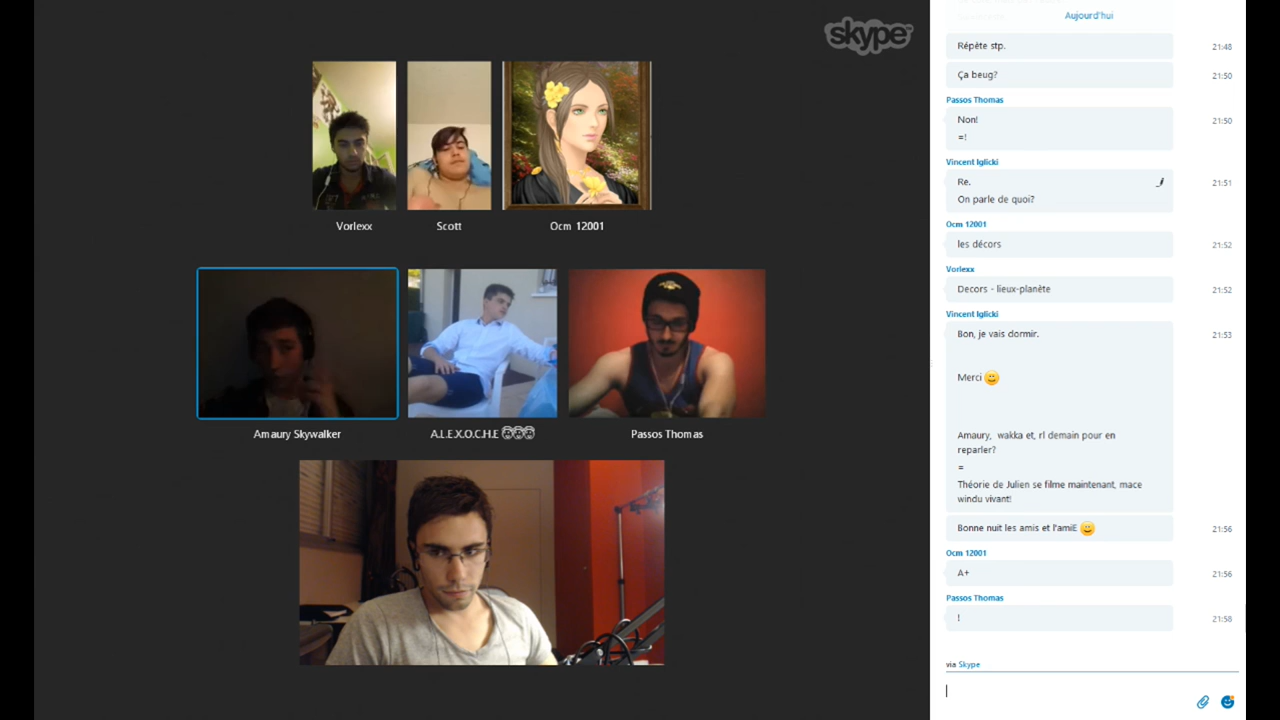 skype
Vorlexx
Scott
Ocm 12001
Amaury Skywalker
A.L.E.X.O.C.H.E
Passos Thomas
Aujourd'hui
Répète stp.
21:48
Ça beug?
21:50
Passos Thomas
Non!
21:50
=!
Vincent Iglicki
Re.
21:51
On parle de quoi?
Ocm 12001
les décors
21:52
Vorlexx
Decors - lieux-planète
21:52
Vincent Iglicki
Bon, je vais dormir.
21:53
Merci
Amaury, wakka et, rl demain pour en
reparler?
=
Théorie de Julien se filme maintenant, mace
windu vivant!
Bonne nuit les amis et l'amiE
21:56
Ocm 12001
A+
21:56
Passos Thomas
!
21:58
via Skype